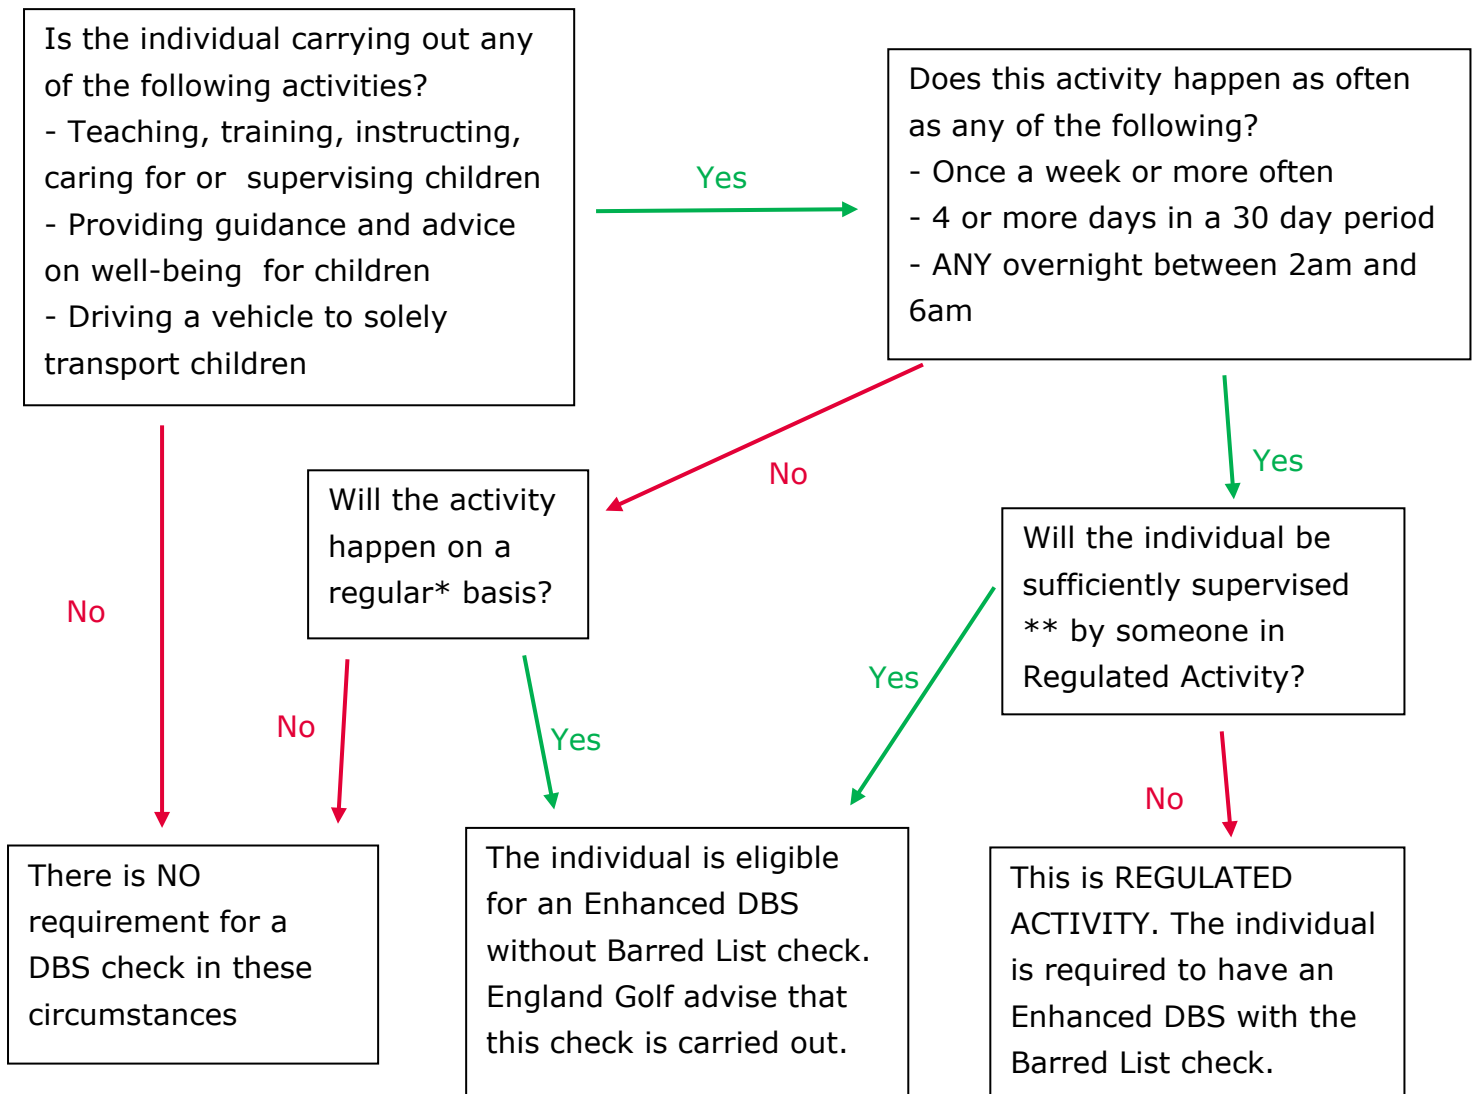 Is the individual carrying out any
of the following activities?
- Teaching, training, instructing,
caring for or  supervising children
- Providing guidance and advice
on well-being  for children
- Driving a vehicle to solely
transport children
Yes
Does this activity happen as often
as any of the following?
- Once a week or more often
- 4 or more days in a 30 day period
- ANY overnight between 2am and
6am
No
No
Yes
Will the activity
happen on a
regular* basis?
Will the individual be
sufficiently supervised
** by someone in
Regulated Activity?
No
Yes
Yes
No
There is NO
requirement for a
DBS check in these
circumstances
The individual is eligible
for an Enhanced DBS
without Barred List check.
England Golf advise that
this check is carried out.
This is REGULATED
ACTIVITY. The individual
is required to have an
Enhanced DBS with the
Barred List check.